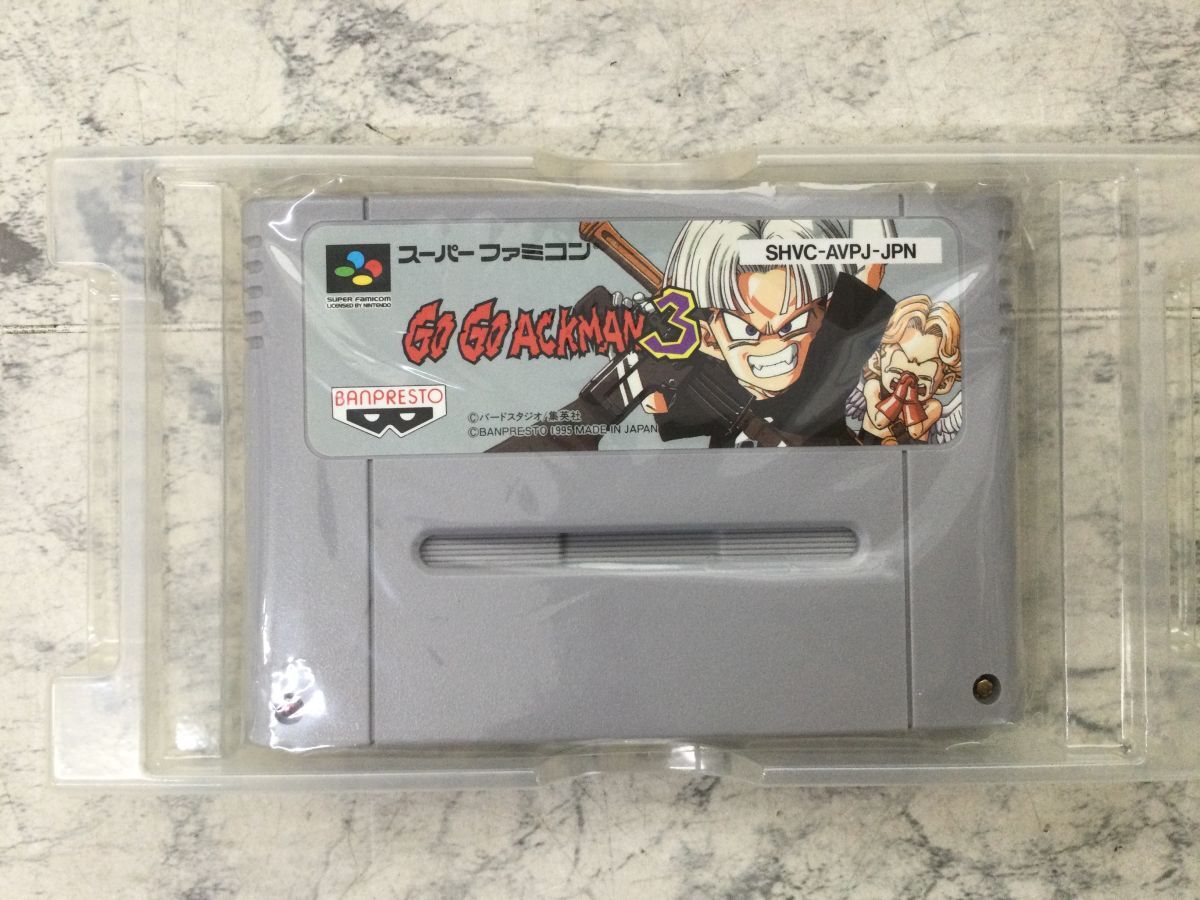 スーパーファミコン
SHVC-AVPJ-JPN
SUPER FAMICOM
LICENSED BY NINTENDO
GO GO ACKMAN 3
BANPRESTO
©バードスタジオ/集英社
©BANPRESTO 1995 MADE IN JAPAN